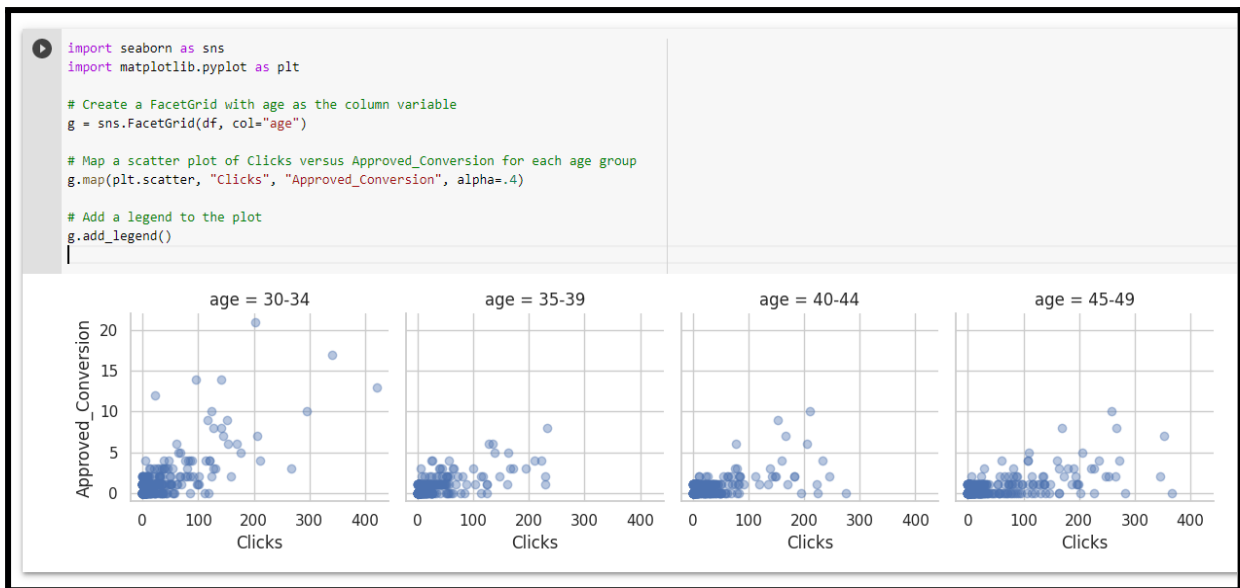 import seaborn as sns
import matplotlib.pyplot as plt
# Create a FacetGrid with age as the column variable
g = sns.FacetGrid(df, col="age")
# Map a scatter plot of Clicks versus Approved_Conversion for each age group
g.map(plt.scatter, "Clicks", "Approved_Conversion", alpha=.4)
# Add a legend to the plot
g.add_legend()
age = 30-34 age = 35-39 age = 40-44 age = 45-49
Approved_Conversion
20
15
10
5
0
0 100 200 300 400 0 100 200 300 400 0 100 200 300 400 0 100 200 300 400
Clicks Clicks Clicks Clicks